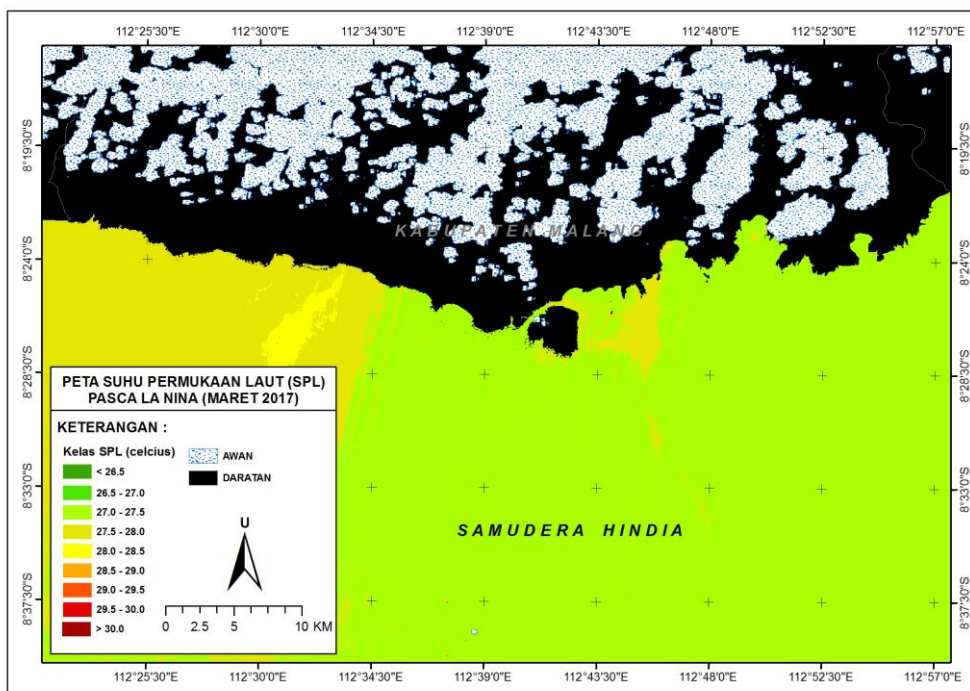 112°25'30"E 112°30'0"E 112°34'30"E 112°39'0"E 112°43'30"E 112°48'0"E 112°52'30"E 112°57'0"E
8°19'30"S 8°19'30"S
KABUPATEN MALANG
8°24'0"S 8°24'0"S
8°28'30"S 8°28'30"S
PETA SUHU PERMUKAAN LAUT (SPL)
PASCA LA NINA (MARET 2017)
KETERANGAN :
Kelas SPL (celcius)
< 26.5
26.5 - 27.0
27.0 - 27.5
27.5 - 28.0
28.0 - 28.5
28.5 - 29.0
29.0 - 29.5
29.5 - 30.0
> 30.0
AWAN
DARATAN
U
0 2.5 5 10 KM
8°33'0"S 8°33'0"S
SAMUDERA HINDIA
8°37'30"S 8°37'30"S
112°25'30"E 112°30'0"E 112°34'30"E 112°39'0"E 112°43'30"E 112°48'0"E 112°52'30"E 112°57'0"E